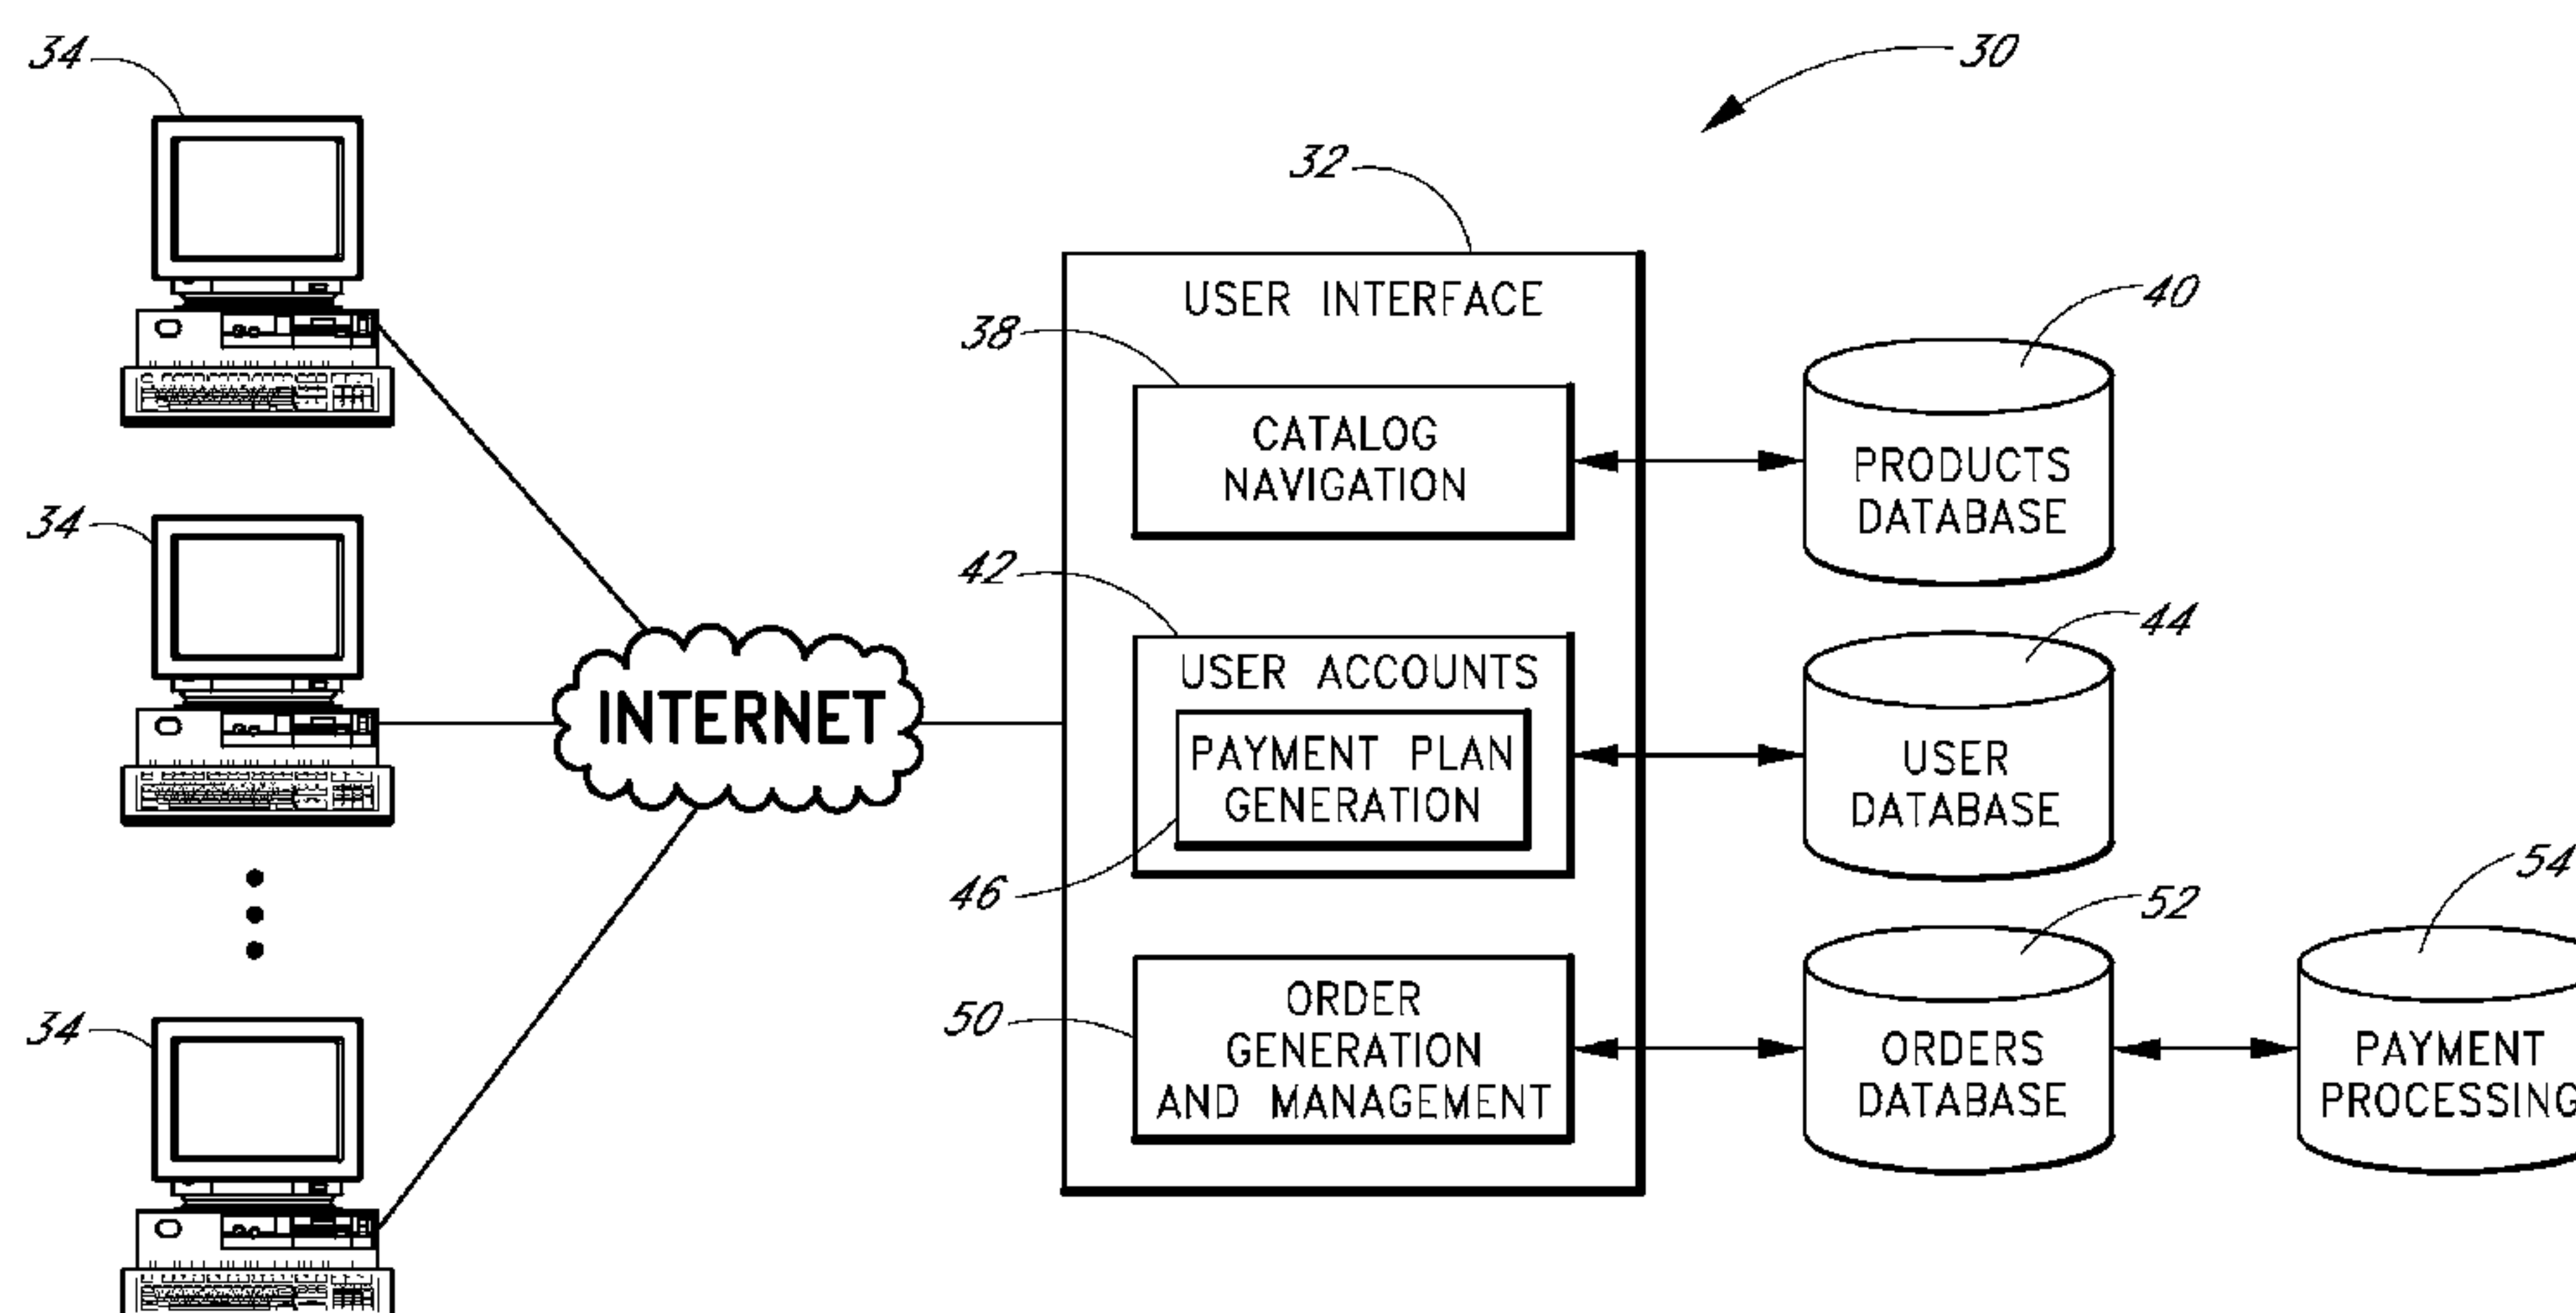 30
34
32
USER INTERFACE
40
38
CATALOG
NAVIGATION
PRODUCTS
DATABASE
34
42
44
USER ACCOUNTS
INTERNET
PAYMENT PLAN
GENERATION
USER
DATABASE
46
52
54
34
50
ORDER
GENERATION
AND MANAGEMENT
ORDERS
DATABASE
PAYMENT
PROCESSING